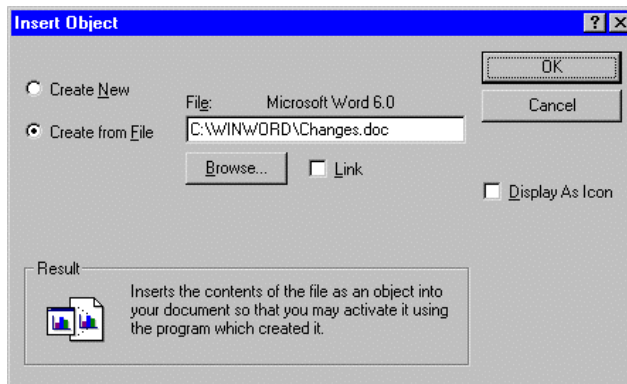 Insert Object
OK
Create New
File: Microsoft Word 6.0
Cancel
Create from File
C:\WINWORD\Changes.doc
Browse...
Link
Display As Icon
Result
Inserts the contents of the file as an object into
your document so that you may activate it using
the program which created it.